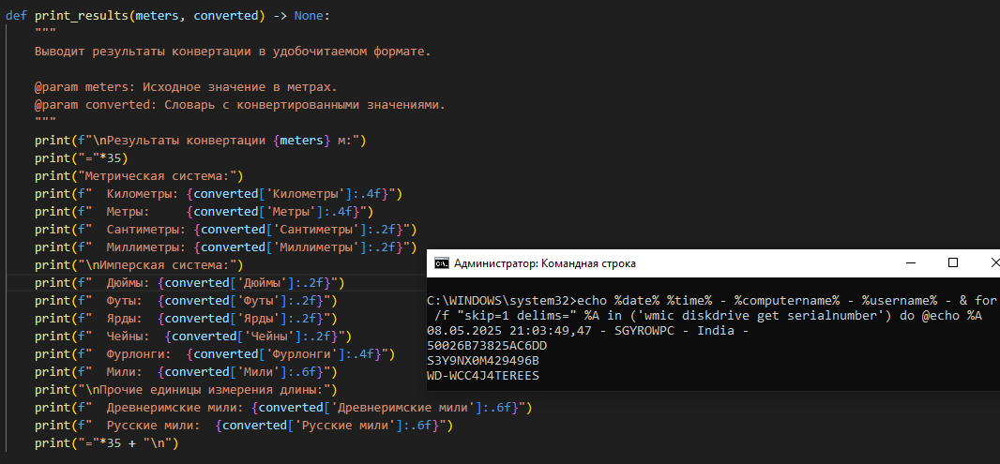 def print_results(meters, converted) -> None:
"""
Выводит результаты конвертации в удобочитаемом формате.
@param meters: Исходное значение в метрах.
@param converted: Словарь с конвертированными значениями.
"""
print(f"\nРезультаты конвертации {meters} м:")
print("="*35)
print("Метрическая система:")
print(f"  Километры: {converted['Километры']:.4f}")
print(f"  Метры:     {converted['Метры']:.4f}")
print(f"  Сантиметры: {converted['Сантиметры']:.2f}")
print(f"  Миллиметры: {converted['Миллиметры']:.2f}")
print("\nИмперская система:")
print(f"  Дюймы: {converted['Дюймы']:.2f}")
print(f"  Футы:  {converted['Футы']:.2f}")
print(f"  Ярды:  {converted['Ярды']:.2f}")
print(f"  Чейны:  {converted['Чейны']:.2f}")
print(f"  Фурлонги:  {converted['Фурлонги']:.4f}")
print(f"  Мили:  {converted['Мили']:.6f}")
print("\nПрочие единицы измерения длины:")
print(f"  Древнеримские мили: {converted['Древнеримские мили']:.6f}")
print(f"  Русские мили:  {converted['Русские мили']:.6f}")
print("="*35 + "\n")
Администратор: Командная строка
C:\WINDOWS\system32>echo %date% %time% - %computername% - %username% - & for
/f "skip=1 delims=" %A in ('wmic diskdrive get serialnumber') do @echo %A
08.05.2025 21:03:49,47 - SGYROWPC - India -
50026B73825AC6DD
S3Y9NX0M429496B
WD-WCC4J4TEREES